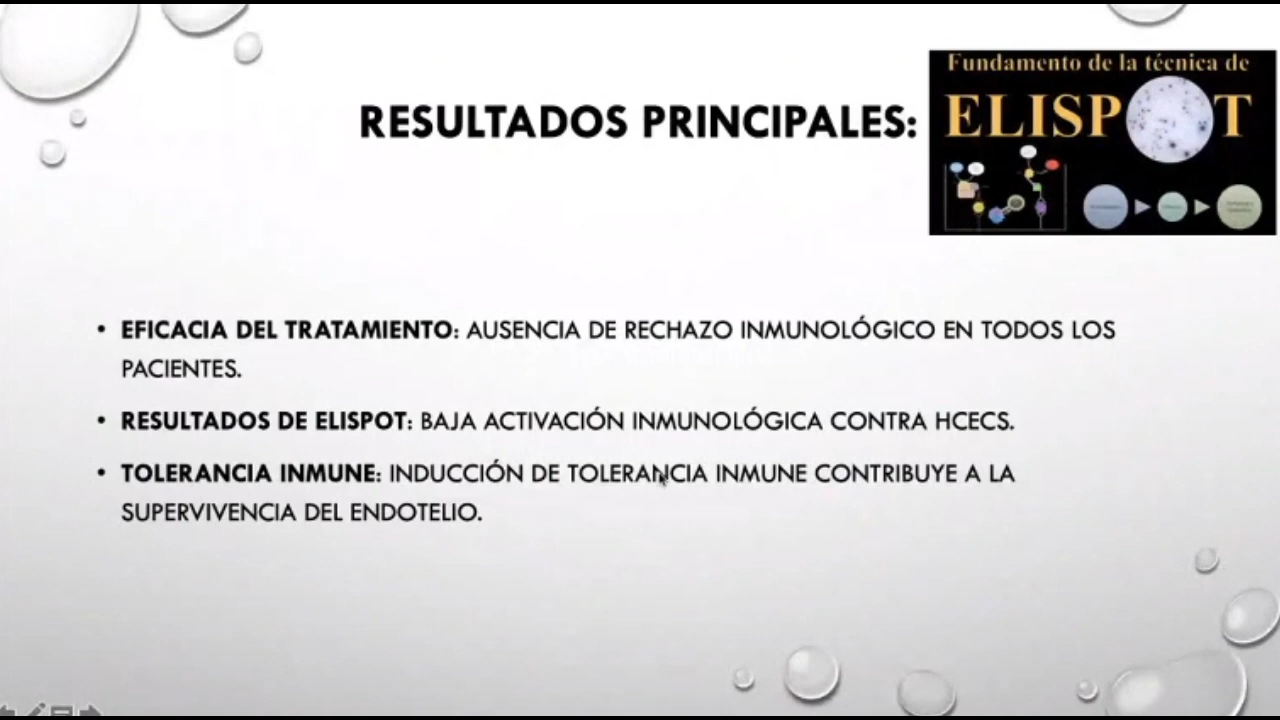 Fundamento de la técnica de
ELISPOT
RESULTADOS PRINCIPALES:
• EFICACIA DEL TRATAMIENTO: AUSENCIA DE RECHAZO INMUNOLÓGICO EN TODOS LOS
PACIENTES.
• RESULTADOS DE ELISPOT: BAJA ACTIVACIÓN INMUNOLÓGICA CONTRA HCECS.
• TOLERANCIA INMUNE: INDUCCIÓN DE TOLERANCIA INMUNE CONTRIBUYE A LA
SUPERVIVENCIA DEL ENDOTELIO.